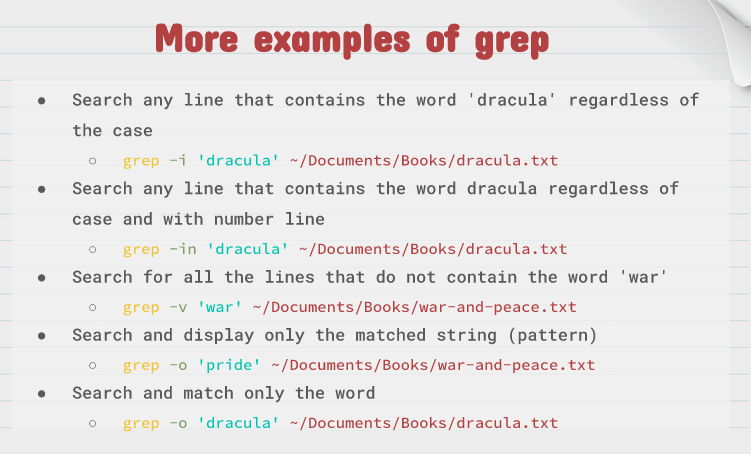 More examples of grep
● Search any line that contains the word 'dracula' regardless of
the case
○ grep -i 'dracula' ~/Documents/Books/dracula.txt
● Search any line that contains the word dracula regardless of
case and with number line
○ grep -in 'dracula' ~/Documents/Books/dracula.txt
● Search for all the lines that do not contain the word 'war'
○ grep -v 'war' ~/Documents/Books/war-and-peace.txt
● Search and display only the matched string (pattern)
○ grep -o 'pride' ~/Documents/Books/war-and-peace.txt
● Search and match only the word
○ grep -o 'dracula' ~/Documents/Books/dracula.txt